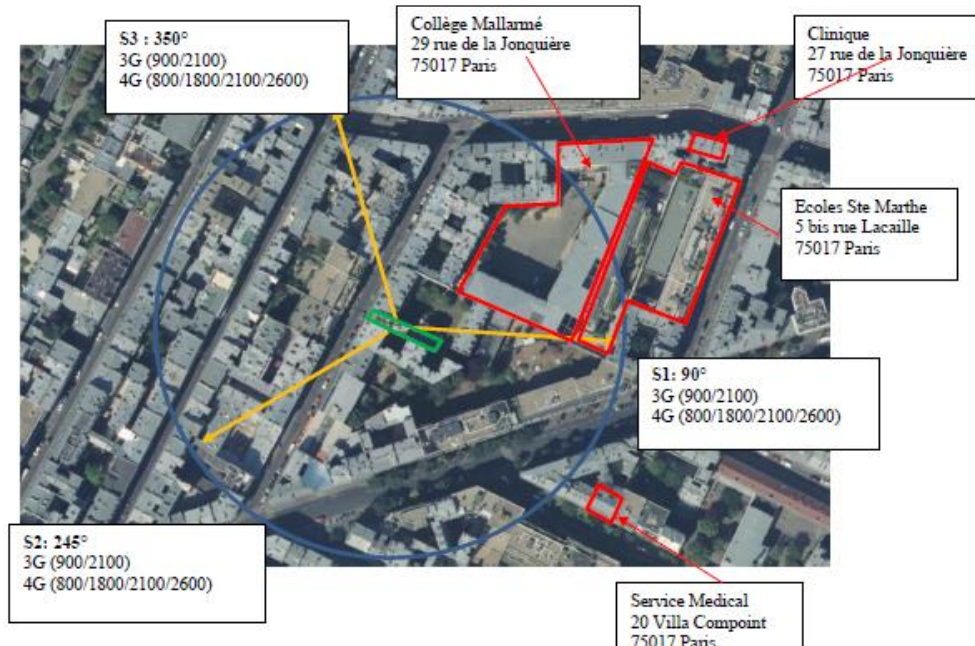 S3 : 350°
3G (900/2100)
4G (800/1800/2100/2600)
Collège Mallarmé
29 rue de la Jonquière
75017 Paris
Clinique
27 rue de la Jonquière
75017 Paris
Ecoles Ste Marthe
5 bis rue Lacaille
75017 Paris
S1: 90°
3G (900/2100)
4G (800/1800/2100/2600)
S2: 245°
3G (900/2100)
4G (800/1800/2100/2600)
Service Medical
20 Villa Compoint
75017 Paris